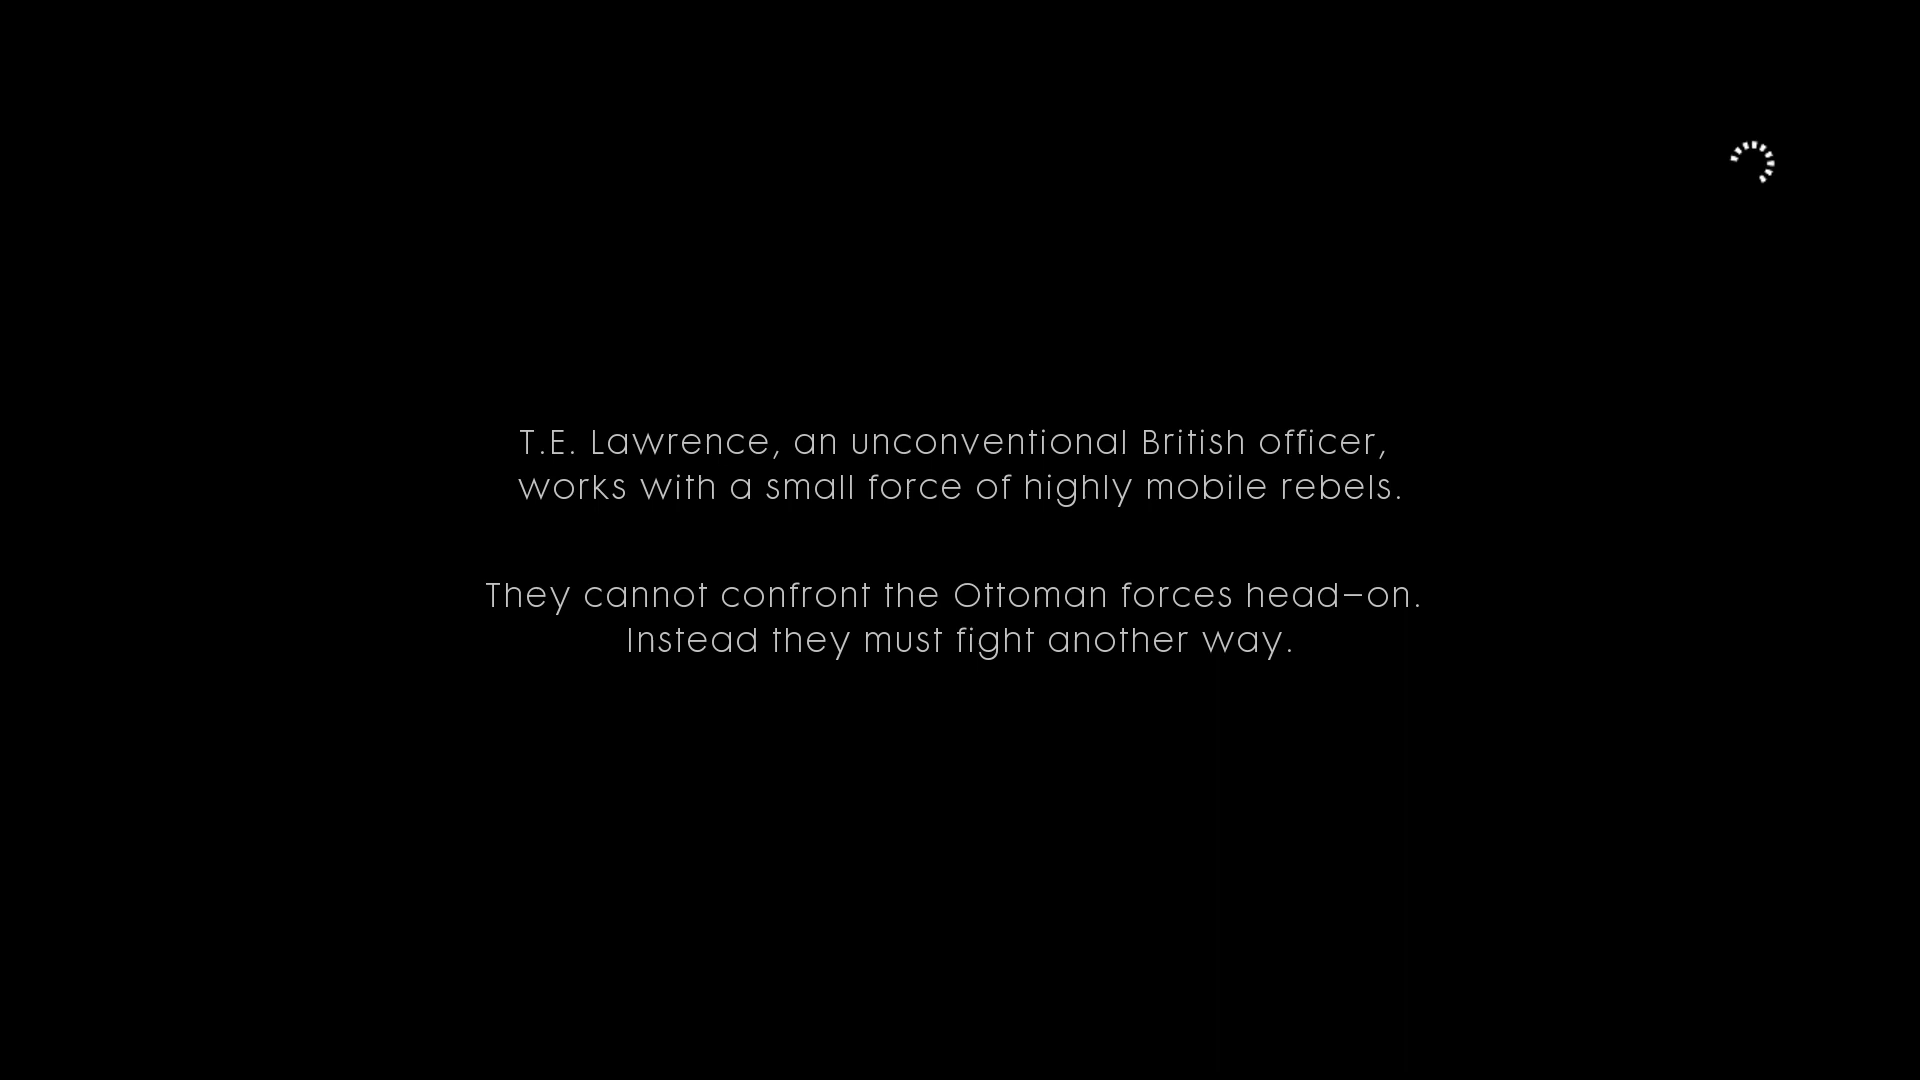 T.E. Lawrence, an unconventional British officer,
works with a small force of highly mobile rebels.
They cannot confront the Ottoman forces head-on.
Instead they must fight another way.